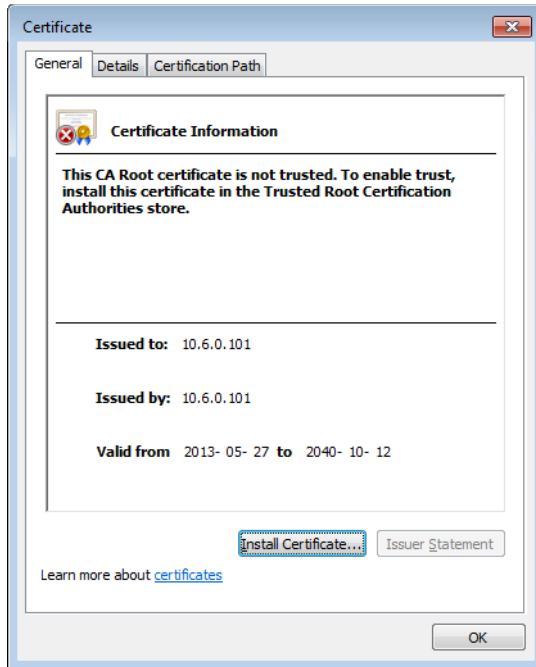 Certificate
General Details Certification Path
Certificate Information
This CA Root certificate is not trusted. To enable trust,
install this certificate in the Trusted Root Certification
Authorities store.
Issued to: 10.6.0.101
Issued by: 10.6.0.101
Valid from 2013- 05- 27 to 2040- 10- 12
Install Certificate... Issuer Statement
Learn more about certificates
OK